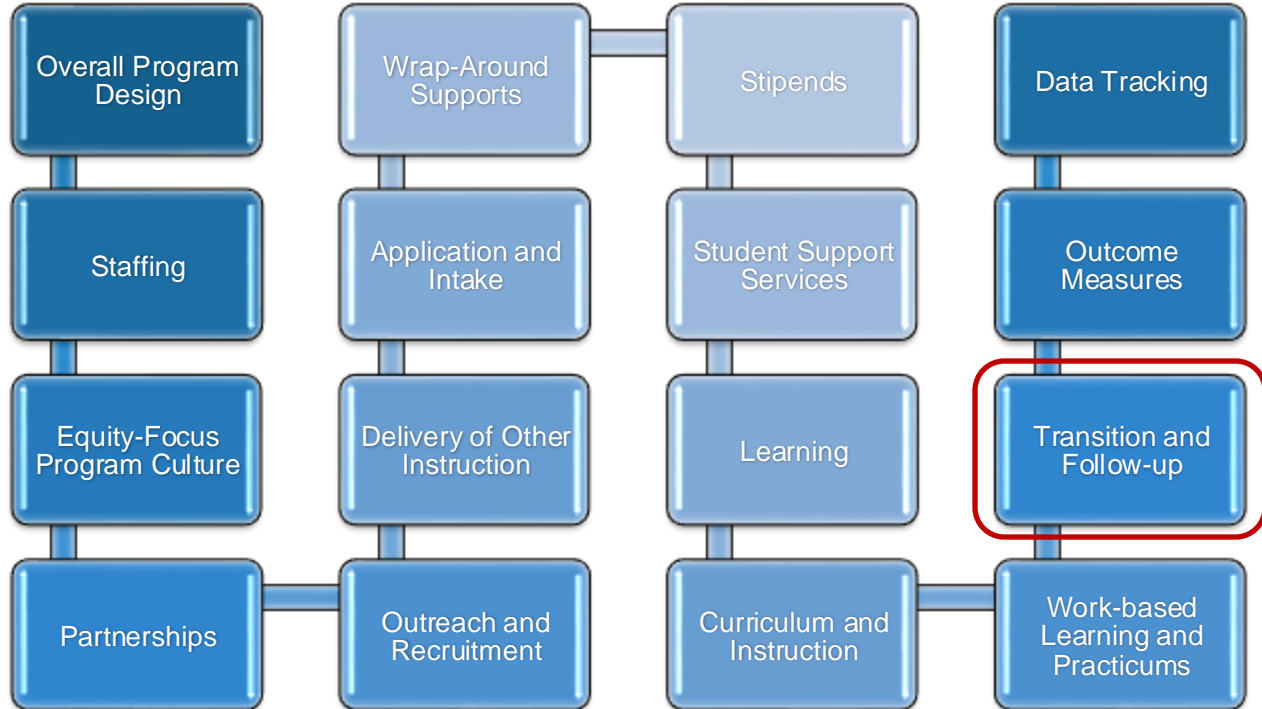 Overall Program
Design
Staffing
Equity-Focus
Program Culture
Partnerships
Outreach and
Recruitment
Delivery of Other
Instruction
Application and
Intake
Wrap-Around
Supports
Stipends
Student Support
Services
Learning
Curriculum and
Instruction
Work-based
Learning and
Practicums
Transition and
Follow-up
Outcome
Measures
Data Tracking